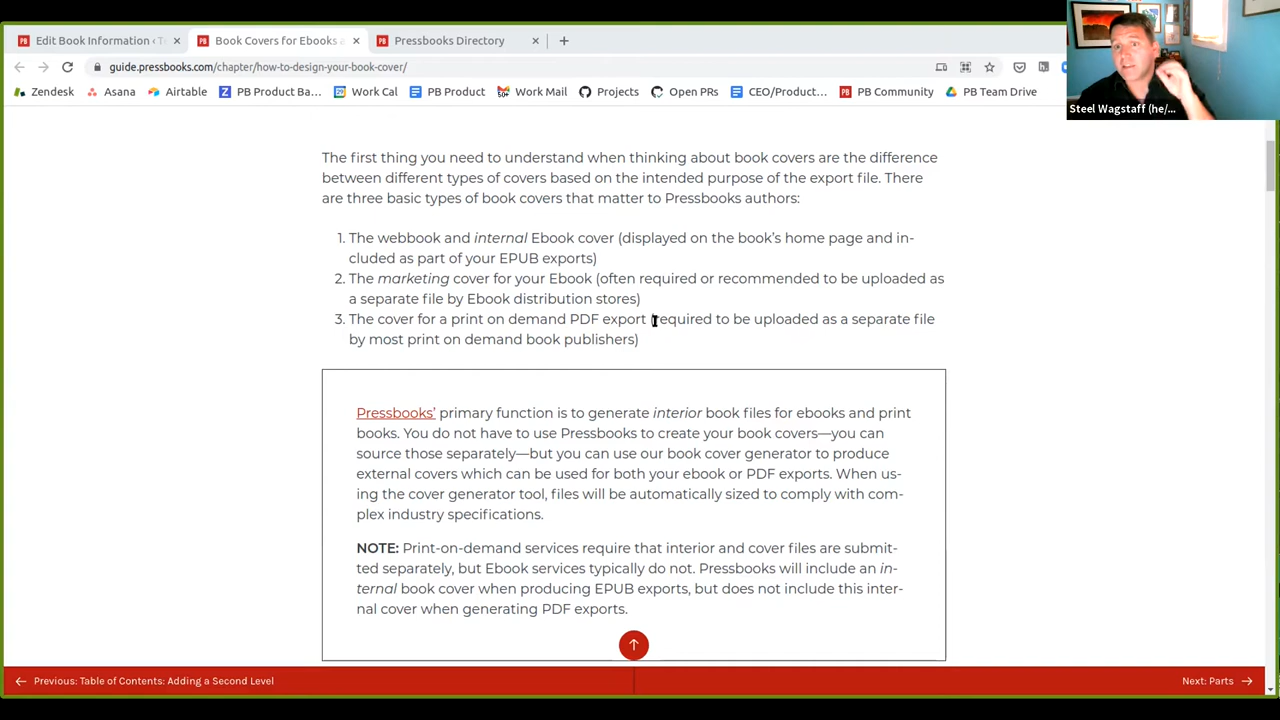 Edit Book Information ‹ T
Book Covers for Ebooks a
Pressbooks Directory
guide.pressbooks.com/chapter/how-to-design-your-book-cover/
Zendesk
Asana
Airtable
PB Product Ba...
Work Cal
PB Product
Work Mail
Projects
Open PRs
CEO/Product...
PB Community
PB Team Drive
Steel Wagstaff (he/...
The first thing you need to understand when thinking about book covers are the difference
between different types of covers based on the intended purpose of the export file. There
are three basic types of book covers that matter to Pressbooks authors:
1. The webbook and internal Ebook cover (displayed on the book's home page and in-
cluded as part of your EPUB exports)
2. The marketing cover for your Ebook (often required or recommended to be uploaded as
a separate file by Ebook distribution stores)
3. The cover for a print on demand PDF export (required to be uploaded as a separate file
by most print on demand book publishers)
Pressbooks' primary function is to generate interior book files for ebooks and print
books. You do not have to use Pressbooks to create your book covers—you can
source those separately—but you can use our book cover generator to produce
external covers which can be used for both your ebook or PDF exports. When us-
ing the cover generator tool, files will be automatically sized to comply with com-
plex industry specifications.
NOTE: Print-on-demand services require that interior and cover files are submit-
ted separately, but Ebook services typically do not. Pressbooks will include an in-
ternal book cover when producing EPUB exports, but does not include this inter-
nal cover when generating PDF exports.
← Previous: Table of Contents: Adding a Second Level
Next: Parts →